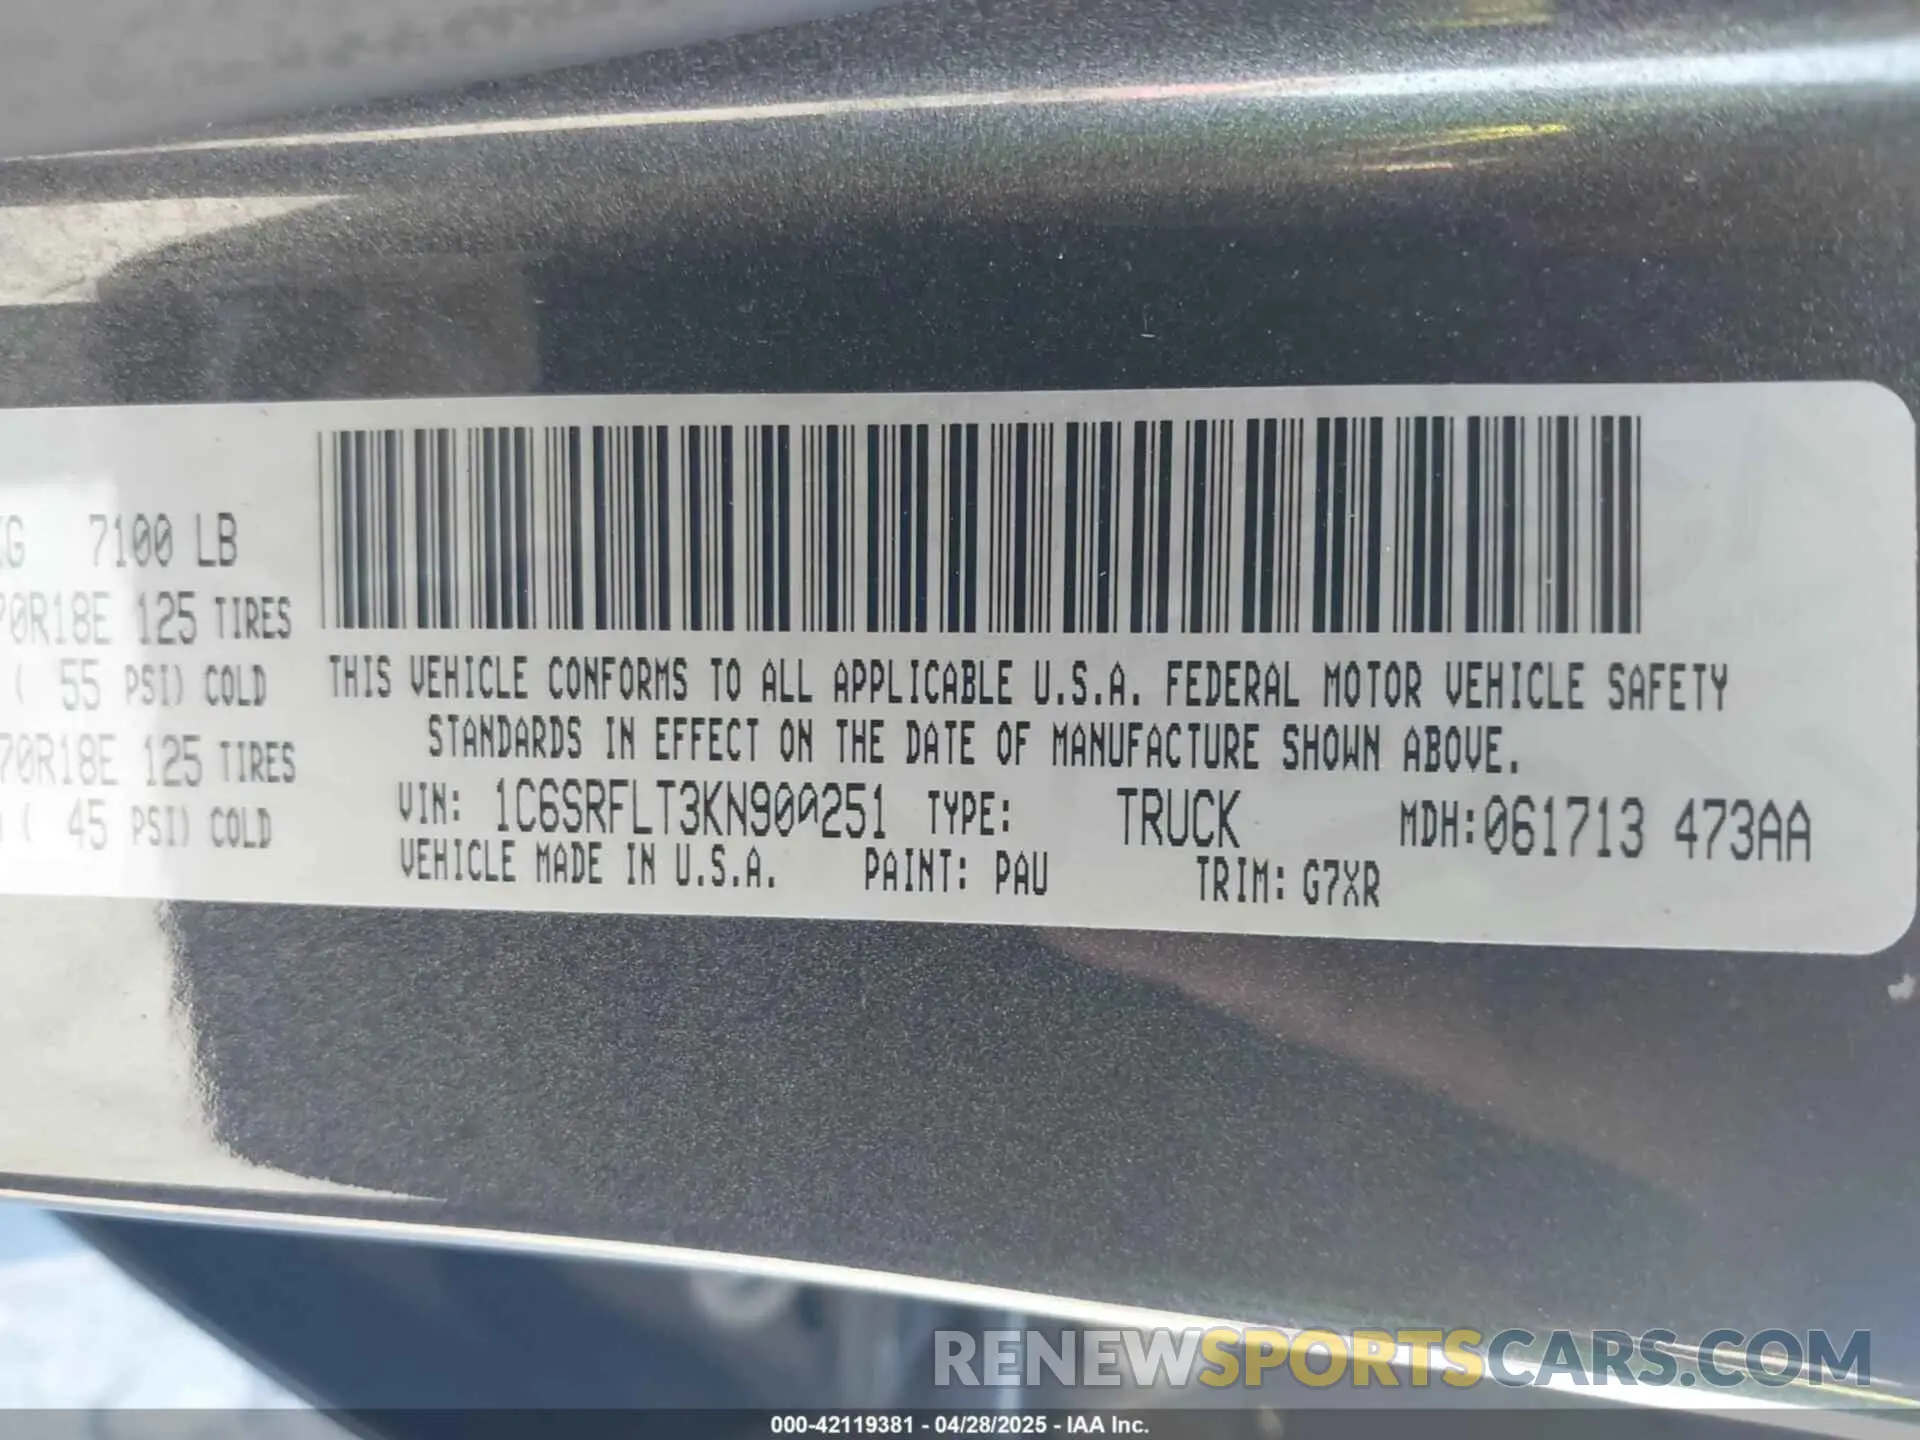 7100 LB
70R18E 125 TIRES
( 55 PSI) COLD
70R18E 125 TIRES
( 45 PSI) COLD
THIS VEHICLE CONFORMS TO ALL APPLICABLE U.S.A. FEDERAL MOTOR VEHICLE SAFETY
STANDARDS IN EFFECT ON THE DATE OF MANUFACTURE SHOWN ABOVE.
VIN: 1C6SRFLT3KN900251 TYPE: TRUCK MDH:061713 473AA
VEHICLE MADE IN U.S.A. PAINT: PAU TRIM: G7XR
RENEWSPORTSCARS.COM
000-42119381 - 04/28/2025 - IAA Inc.